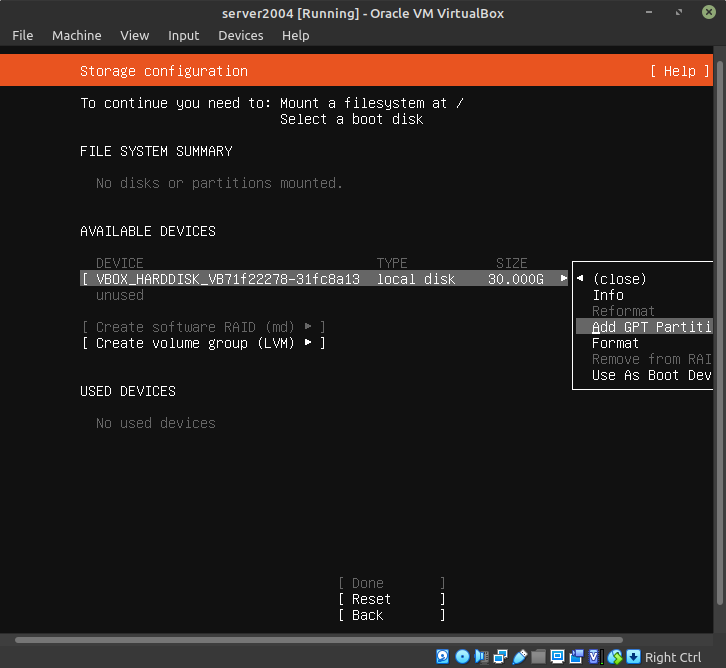 server2004 [Running] - Oracle VM VirtualBox
File Machine View Input Devices Help
Storage configuration [ Help ]
To continue you need to: Mount a filesystem at /
Select a boot disk
FILE SYSTEM SUMMARY
No disks or partitions mounted.
AVAILABLE DEVICES
DEVICE TYPE SIZE
[ VBOX_HARDDISK_VB71f22278-31fc8a13 local disk 30.000G ▸
unused
[ Create software RAID (md) ▸ ]
[ Create volume group (LVM) ▸ ]
◂ (close)
Info
Reformat
Add GPT Partiti
Format
Remove from RAI
Use As Boot Dev
USED DEVICES
No used devices
[ Done ]
[ Reset ]
[ Back ]
Right Ctrl